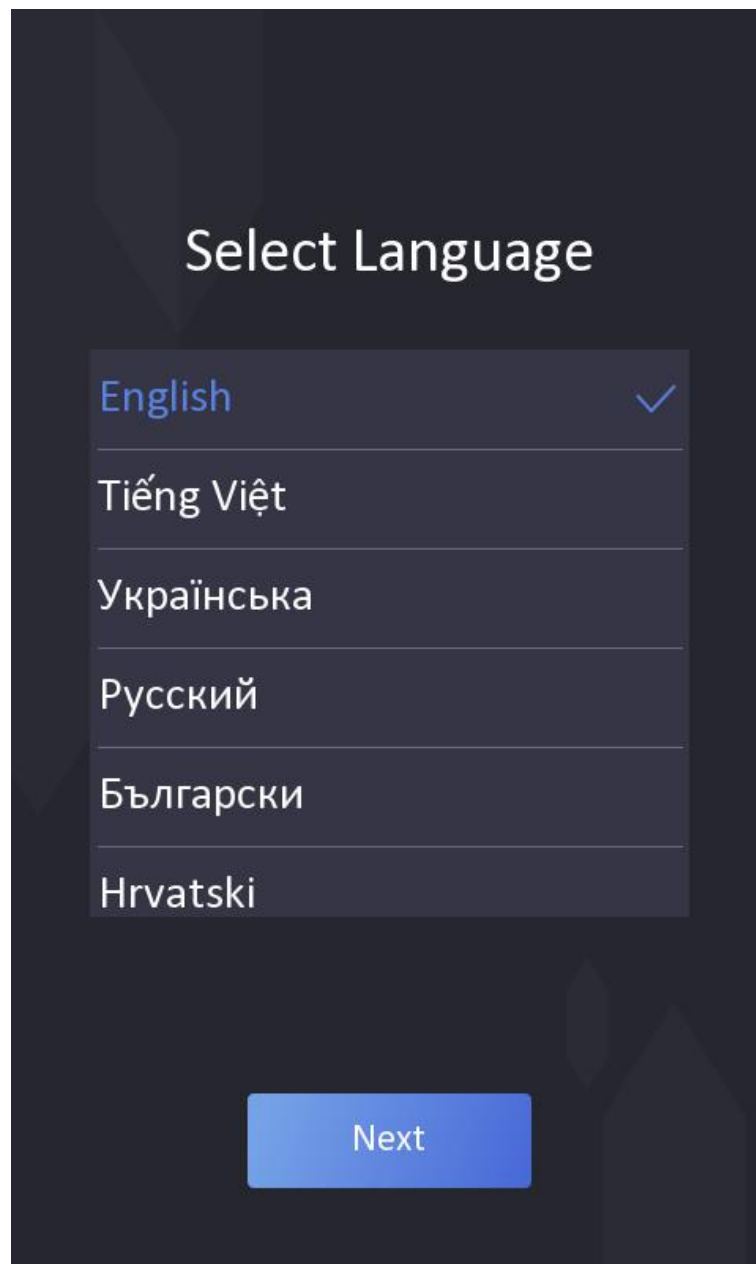 Select Language
English
Tiếng Việt
Українська
Русский
Български
Hrvatski
Next